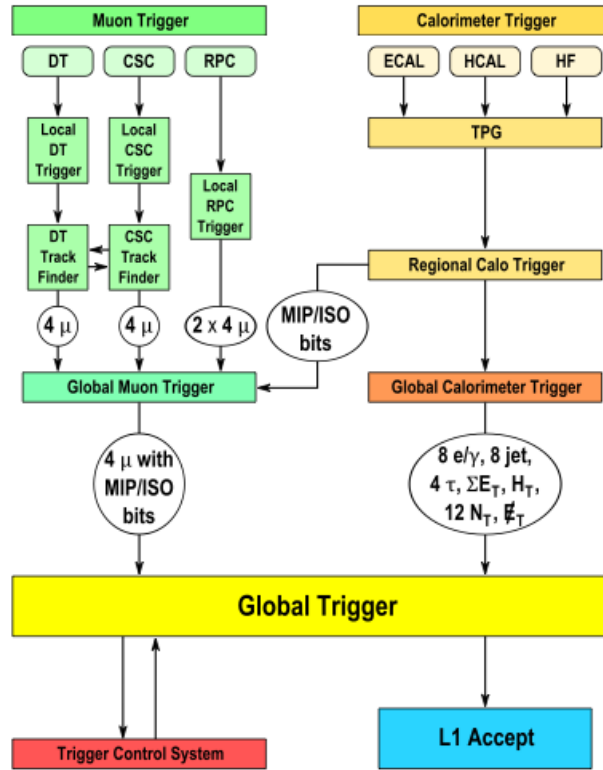 Muon Trigger
Calorimeter Trigger
DT
CSC
RPC
ECAL
HCAL
HF
Local
DT
Trigger
Local
CSC
Trigger
TPG
Local
RPC
Trigger
DT
Track
Finder
CSC
Track
Finder
Regional Calo Trigger
4 μ
4 μ
2 x 4 μ
MIP/ISO
bits
Global Muon Trigger
Global Calorimeter Trigger
4 μ with
MIP/ISO
bits
8 e/γ, 8 jet,
4 τ, ΣE_T, H_T,
12 N_T, E̸_T
Global Trigger
Trigger Control System
L1 Accept